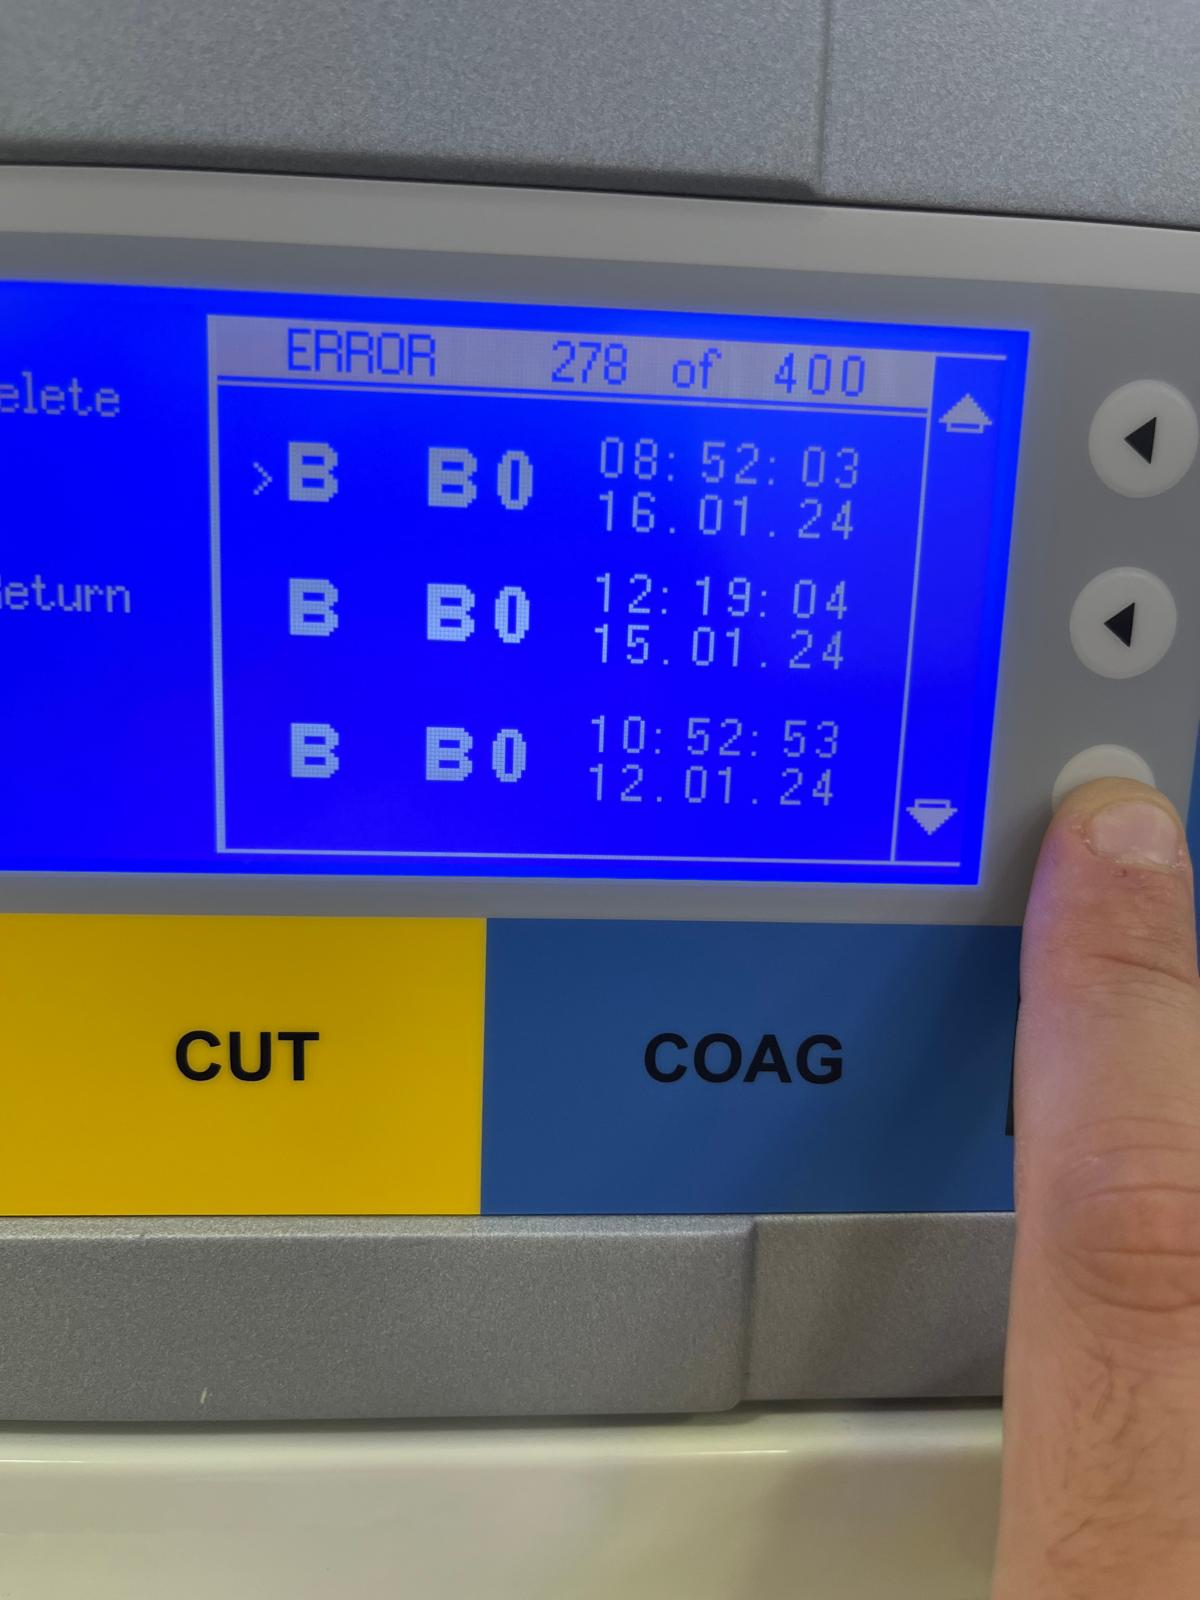 ERROR 278 of 400
elete
>B B0 08:52:03
16.01.24
Return
B B0 12:19:04
15.01.24
B B0 10:52:53
12.01.24
CUT COAG